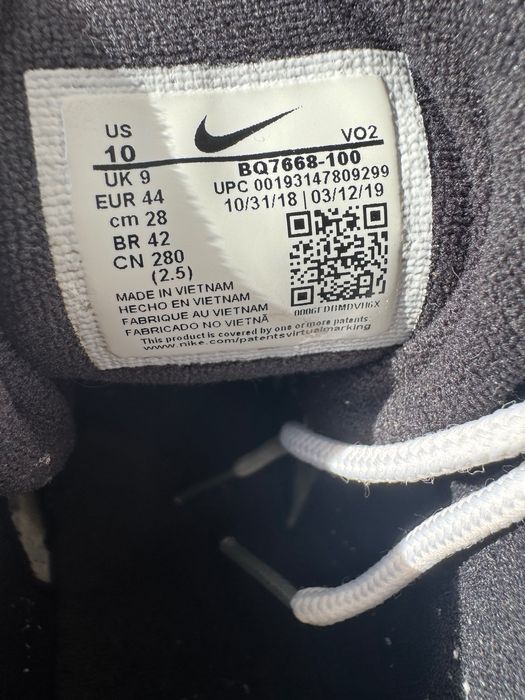 US
10
VO2
BQ7668-100
UK 9
UPC 00193147809299
EUR 44
10/31/18 | 03/12/19
cm 28
BR 42
CN 280
(2.5)
MADE IN VIETNAM
HECHO EN VIETNAM
FABRIQUE AU VIETNAM
FABRICADO NO VIETNÃ
This product is covered by one or more patents
www.nike.com/patentsvirtualmarking